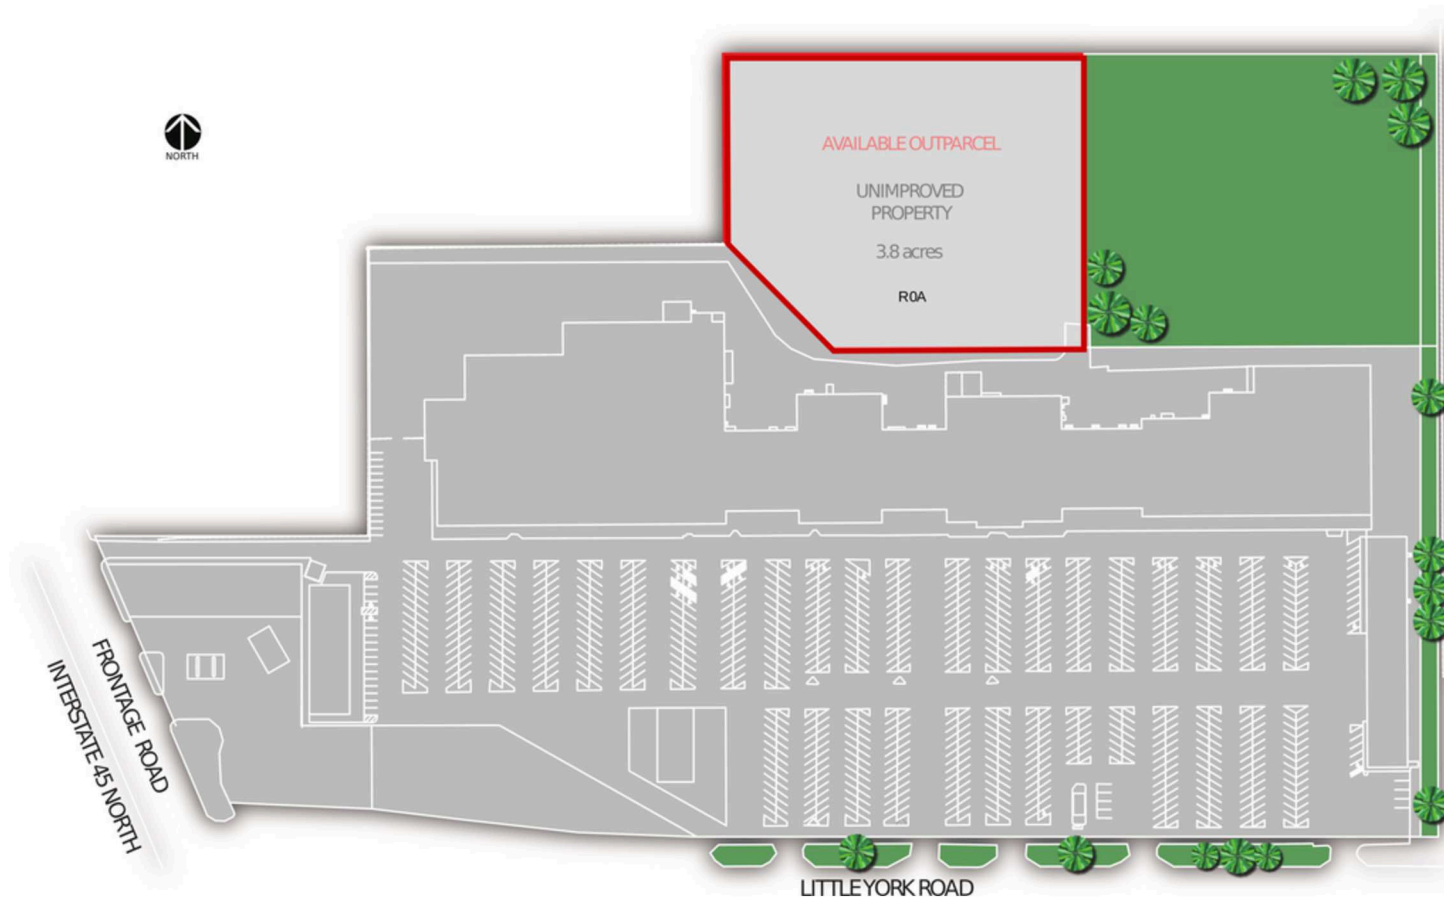 NORTH
AVAILABLE OUTPARCEL
UNIMPROVED
PROPERTY
3.8 acres
R0A
FRONTAGE ROAD
INTERSTATE 45 NORTH
LITTLE YORK ROAD